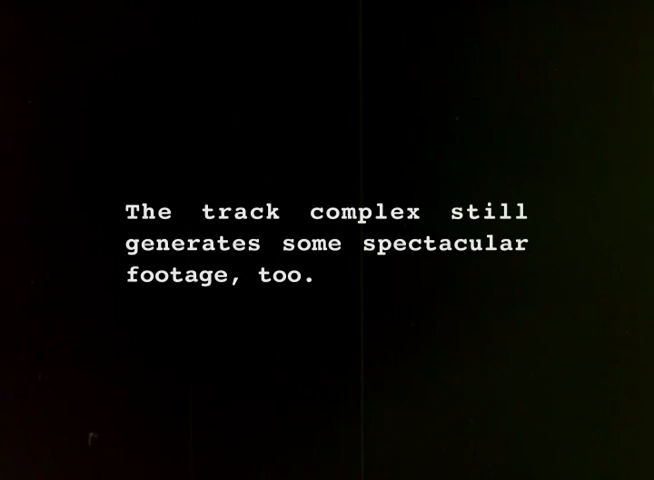 The track complex still
generates some spectacular
footage, too.